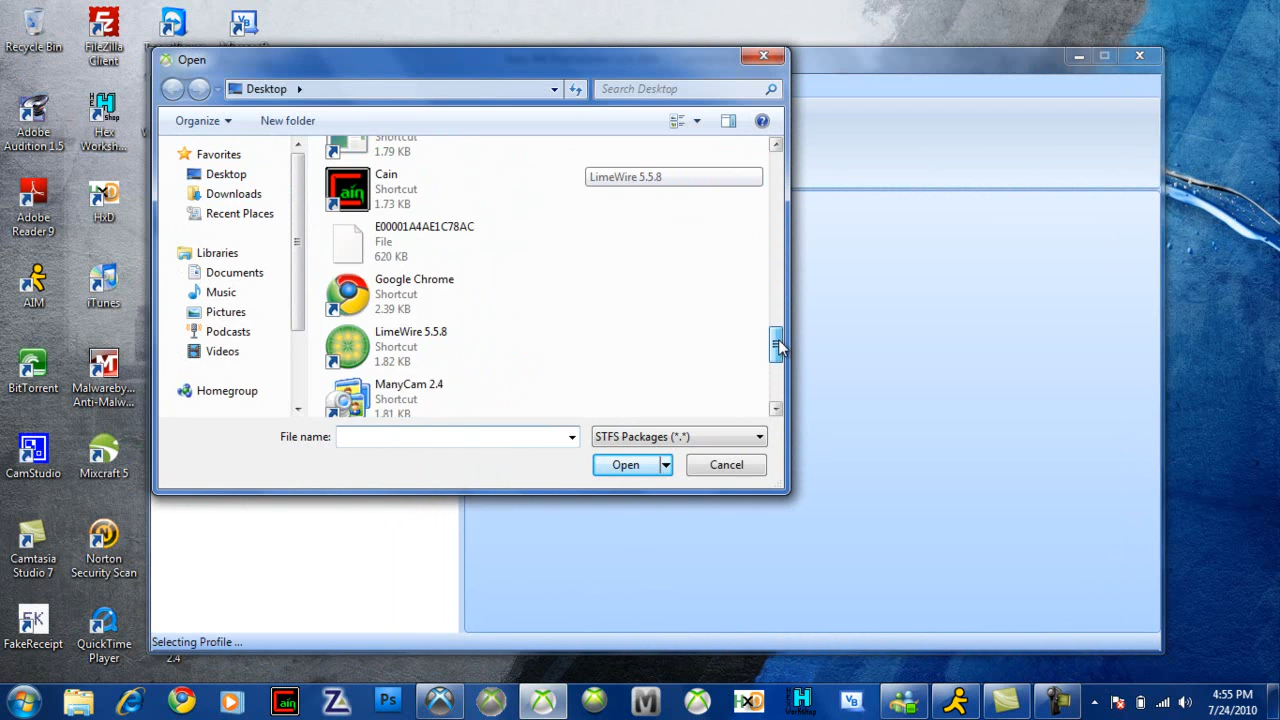 Recycle Bin
FileZilla
Client
Open
Desktop
Search Desktop
Organize
New folder
Adobe
Audition 1.5
Hex
Worksh...
Adobe
Reader 9
HxD
AIM
iTunes
BitTorrent
Malwareby...
Anti-Malw...
CamStudio
Mixcraft 5
Camtasia
Studio 7
Norton
Security Scan
FakeReceipt
QuickTime
Player
2.4
Favorites
Desktop
Downloads
Recent Places
Libraries
Documents
Music
Pictures
Podcasts
Videos
Homegroup
Shortcut
1.79 KB
Cain
Shortcut
1.73 KB
LimeWire 5.5.8
E00001A4AE1C78AC
File
620 KB
Google Chrome
Shortcut
2.39 KB
LimeWire 5.5.8
Shortcut
1.82 KB
ManyCam 2.4
Shortcut
1.81 KB
File name:
STFS Packages (*.*)
Open
Cancel
Selecting Profile ...
4:55 PM
7/24/2010